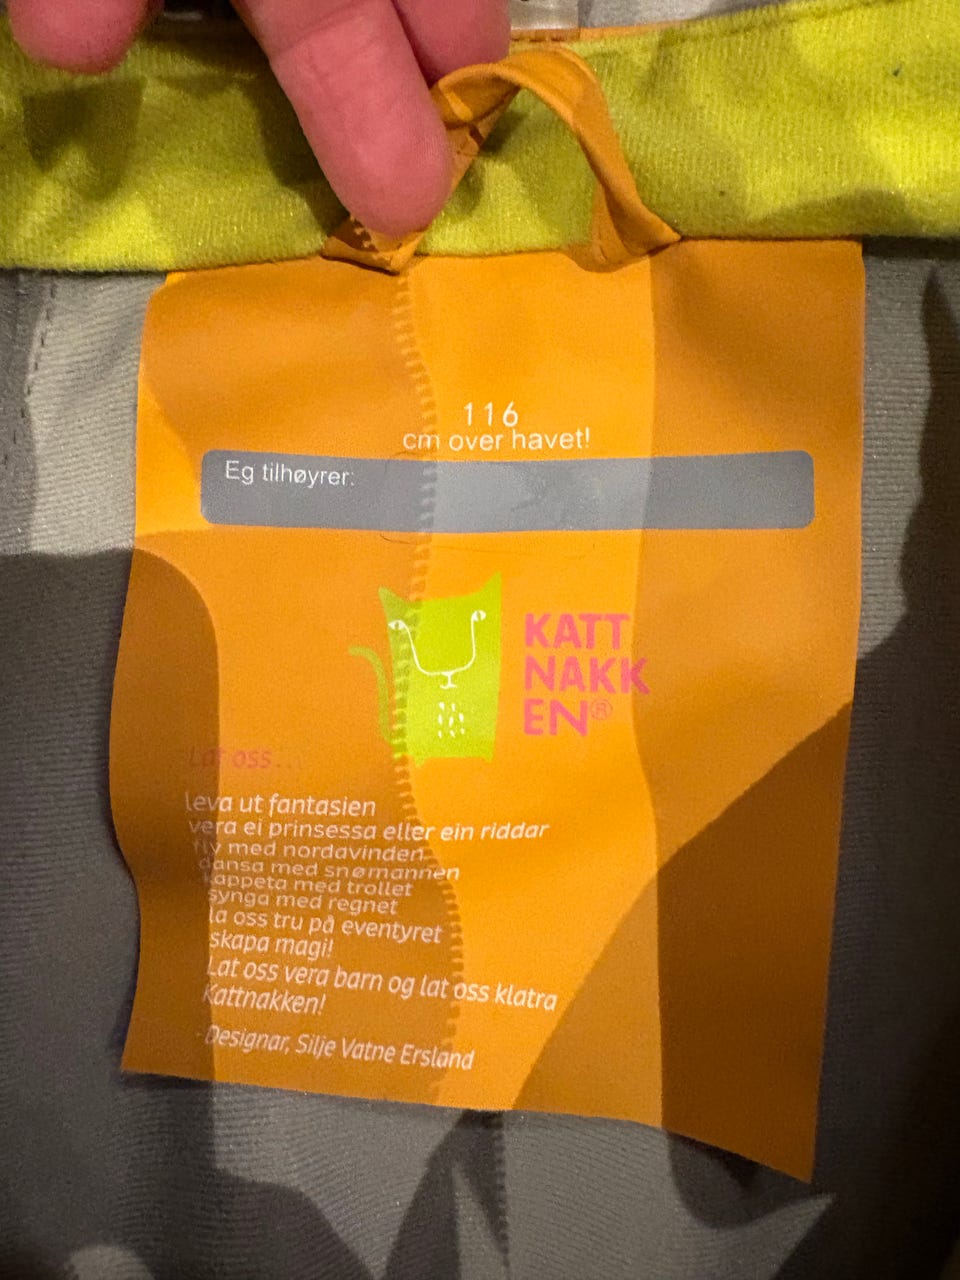 116
cm over havet!
Eg tilhøyrer:
KATT
NAKK
EN®
Lat oss...
leva ut fantasien
vera ei prinsessa eller ein riddar
fly med nordavinden
dansa med snømannen
kappeta med trollet
synga med regnet
la oss tru på eventyret
skapa magi!
Lat oss vera barn og lat oss klatra
Kattnakken!
Designar, Silje Vatne Ersland